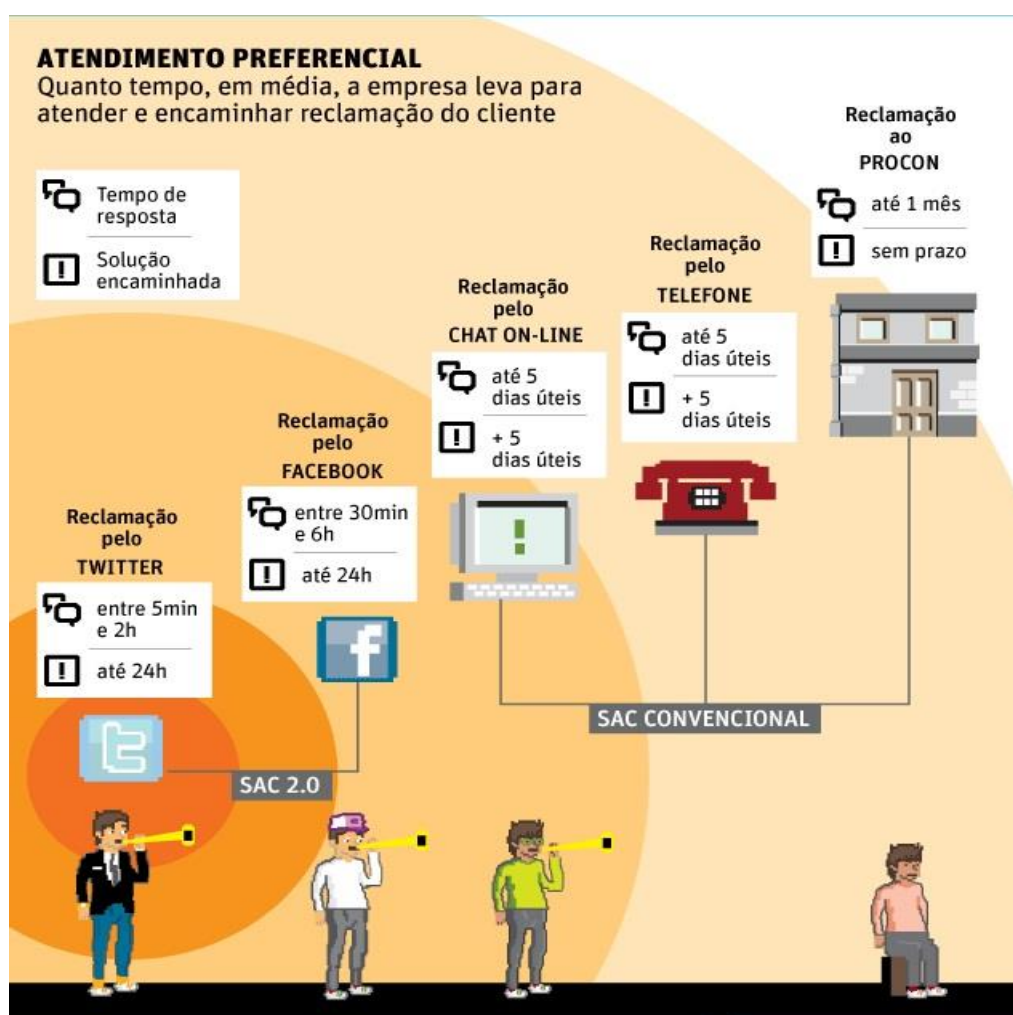 ATENDIMENTO PREFERENCIAL
Quanto tempo, em média, a empresa leva para
atender e encaminhar reclamação do cliente
Tempo de
resposta
Solução
encaminhada
Reclamação
pelo
TWITTER
entre 5min
e 2h
até 24h
Reclamação
pelo
FACEBOOK
entre 30min
e 6h
até 24h
SAC 2.0
Reclamação
pelo
CHAT ON-LINE
até 5
dias úteis
+ 5
dias úteis
Reclamação
pelo
TELEFONE
até 5
dias úteis
+ 5
dias úteis
Reclamação
ao
PROCON
até 1 mês
sem prazo
SAC CONVENCIONAL